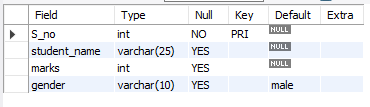 Field Type Null Key Default Extra
S_no int NO PRI NULL
student_name varchar(25) YES NULL
marks int YES NULL
gender varchar(10) YES male